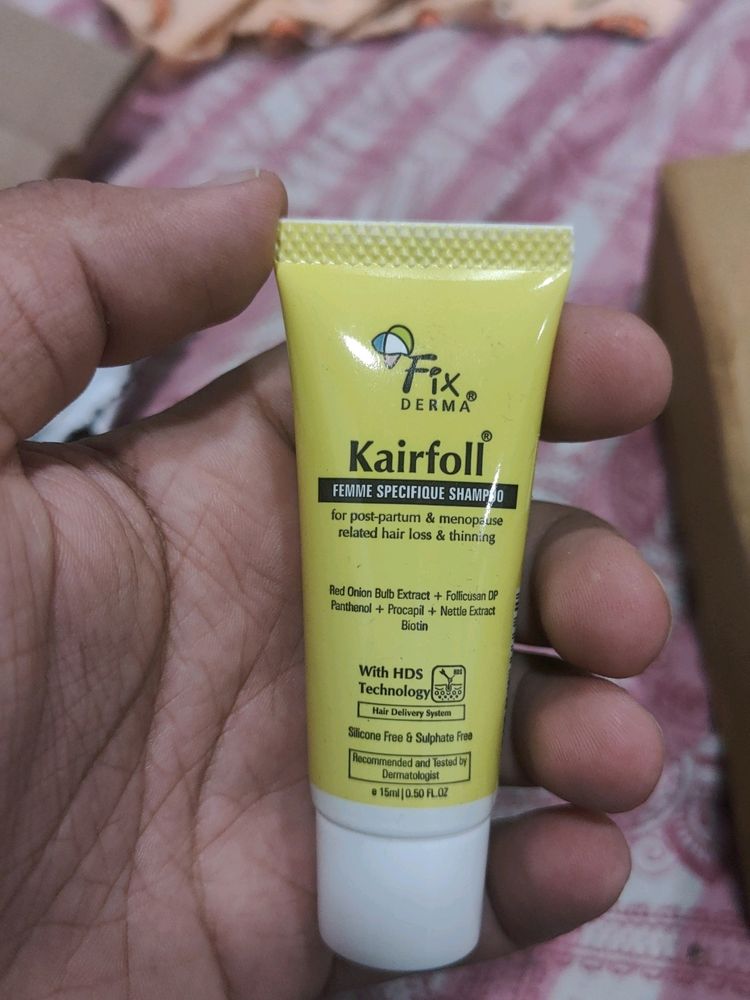 Fix®
DERMA
Kairfoll®
FEMME SPECIFIQUE SHAMPOO
for post-partum & menopause
related hair loss & thinning
Red Onion Bulb Extract + Follicusan DP
Panthenol + Procapil + Nettle Extract
Biotin
With HDS
Technology
HDS
Hair Delivery System
Silicone Free & Sulphate Free
Recommended and Tested by
Dermatologist
e 15ml | 0.50 FL.OZ